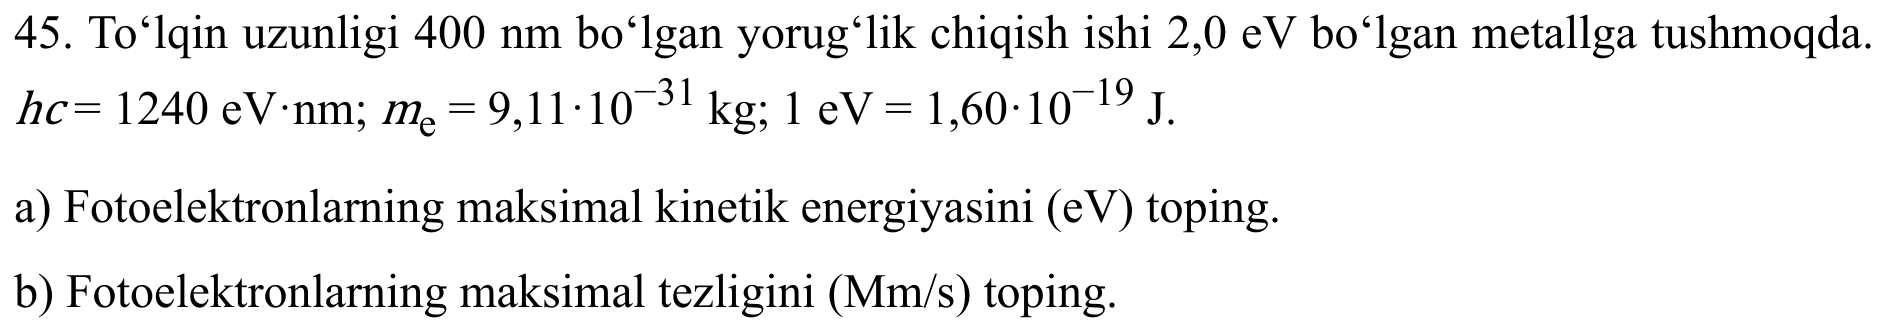 45. To‘lqin uzunligi 400 nm bo‘lgan yorug‘lik chiqish ishi 2,0 eV bo‘lgan metallga tushmoqda.
hc = 1240 eV·nm; mₑ = 9,11·10⁻³¹ kg; 1 eV = 1,60·10⁻¹⁹ J.
a) Fotoelektronlarning maksimal kinetik energiyasini (eV) toping.
b) Fotoelektronlarning maksimal tezligini (Mm/s) toping.